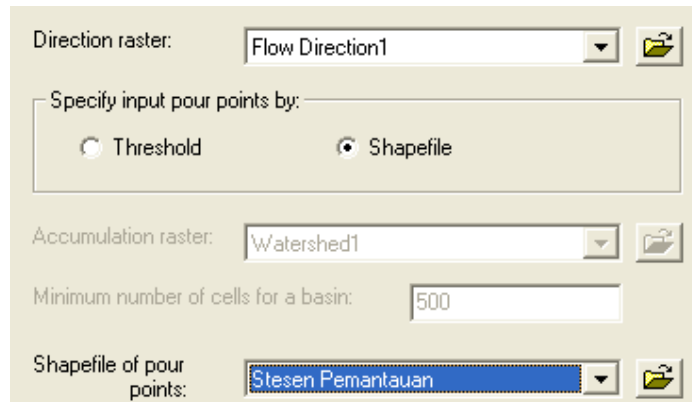 Direction raster: Flow Direction1
Specify input pour points by:
Threshold Shapefile
Accumulation raster: Watershed1
Minimum number of cells for a basin: 500
Shapefile of pour
points: Stesen Pemantauan